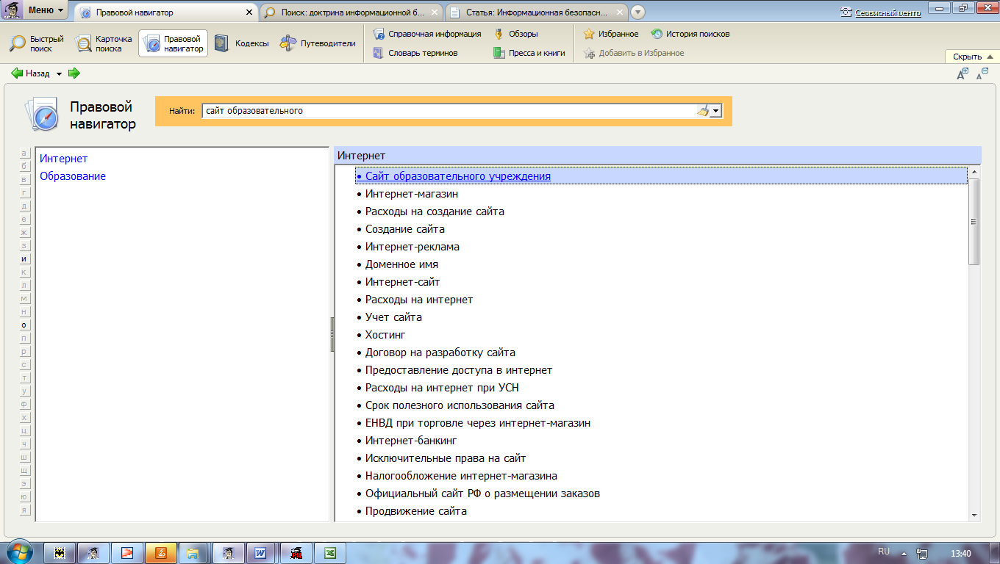 Меню
Правовой навигатор
Поиск: доктрина информационной б...
Статья: Информационная безопасн...
Сервисный центр
Быстрый поиск
Карточка поиска
Правовой навигатор
Кодексы
Путеводители
Справочная информация
Словарь терминов
Обзоры
Пресса и книги
Избранное
История поисков
Добавить в Избранное
Скрыть
Назад
Правовой навигатор
Найти:
сайт образовательного
а
б
в
г
д
е
ж
з
и
к
л
м
н
о
п
р
с
т
у
ф
х
ц
ч
ш
щ
э
ю
я
Интернет
Образование
Интернет
• Сайт образовательного учреждения
• Интернет-магазин
• Расходы на создание сайта
• Создание сайта
• Интернет-реклама
• Доменное имя
• Интернет-сайт
• Расходы на интернет
• Учет сайта
• Хостинг
• Договор на разработку сайта
• Предоставление доступа в интернет
• Расходы на интернет при УСН
• Срок полезного использования сайта
• ЕНВД при торговле через интернет-магазин
• Интернет-банкинг
• Исключительные права на сайт
• Налогообложение интернет-магазина
• Официальный сайт РФ о размещении заказов
• Продвижение сайта
RU
13:40